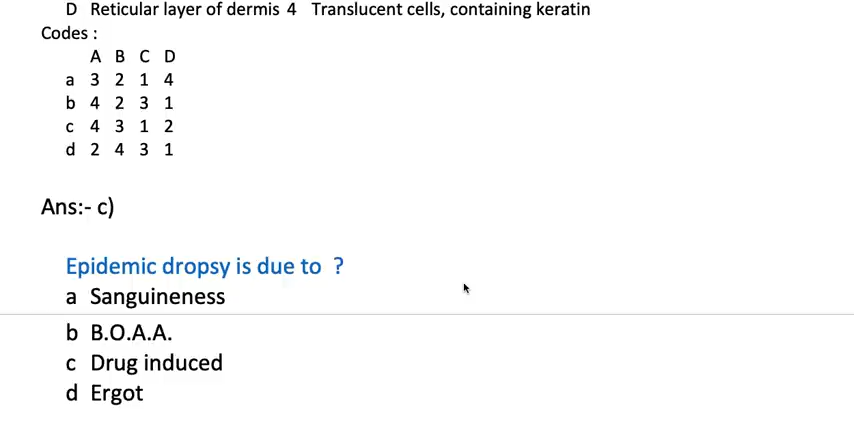 D Reticular layer of dermis 4 Translucent cells, containing keratin
Codes :
A B C D
a 3 2 1 4
b 4 2 3 1
c 4 3 1 2
d 2 4 3 1
Ans:- c)
Epidemic dropsy is due to ?
a Sanguineness
b B.O.A.A.
c Drug induced
d Ergot